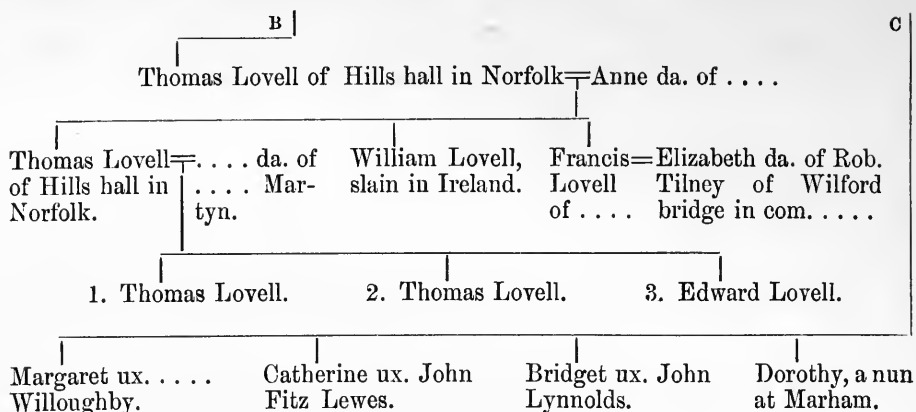 B
C
Thomas Lovell of Hills hall in Norfolk=Anne da. of . . . .
Thomas Lovell=. . . . da. of
of Hills hall in . . . . Mar-
Norfolk. tyn.
William Lovell,
slain in Ireland.
Francis=Elizabeth da. of Rob.
Lovell Tilney of Wilford
of . . . . bridge in com. . . . .
1. Thomas Lovell. 2. Thomas Lovell. 3. Edward Lovell.
Margaret ux. . . . .
Willoughby.
Catherine ux. John
Fitz Lewes.
Bridget ux. John
Lynnolds.
Dorothy, a nun
at Marham.